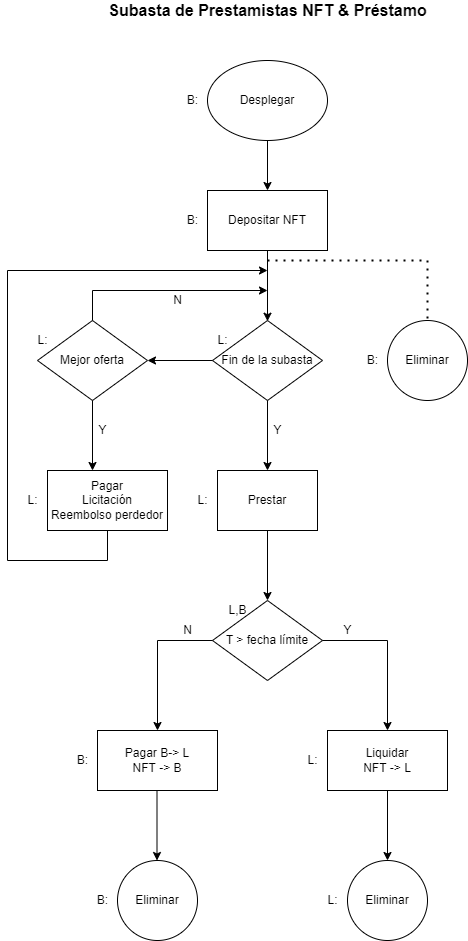 Subasta de Prestamistas NFT & Préstamo
B:
Desplegar
B:
Depositar NFT
N
L:
Mejor oferta
L:
Fin de la subasta
B:
Eliminar
Y
Y
L:
Pagar
Licitación
Reembolso perdedor
L:
Prestar
L,B
T > fecha límite
N
Y
B:
Pagar B-> L
NFT -> B
L:
Liquidar
NFT -> L
B:
Eliminar
L:
Eliminar